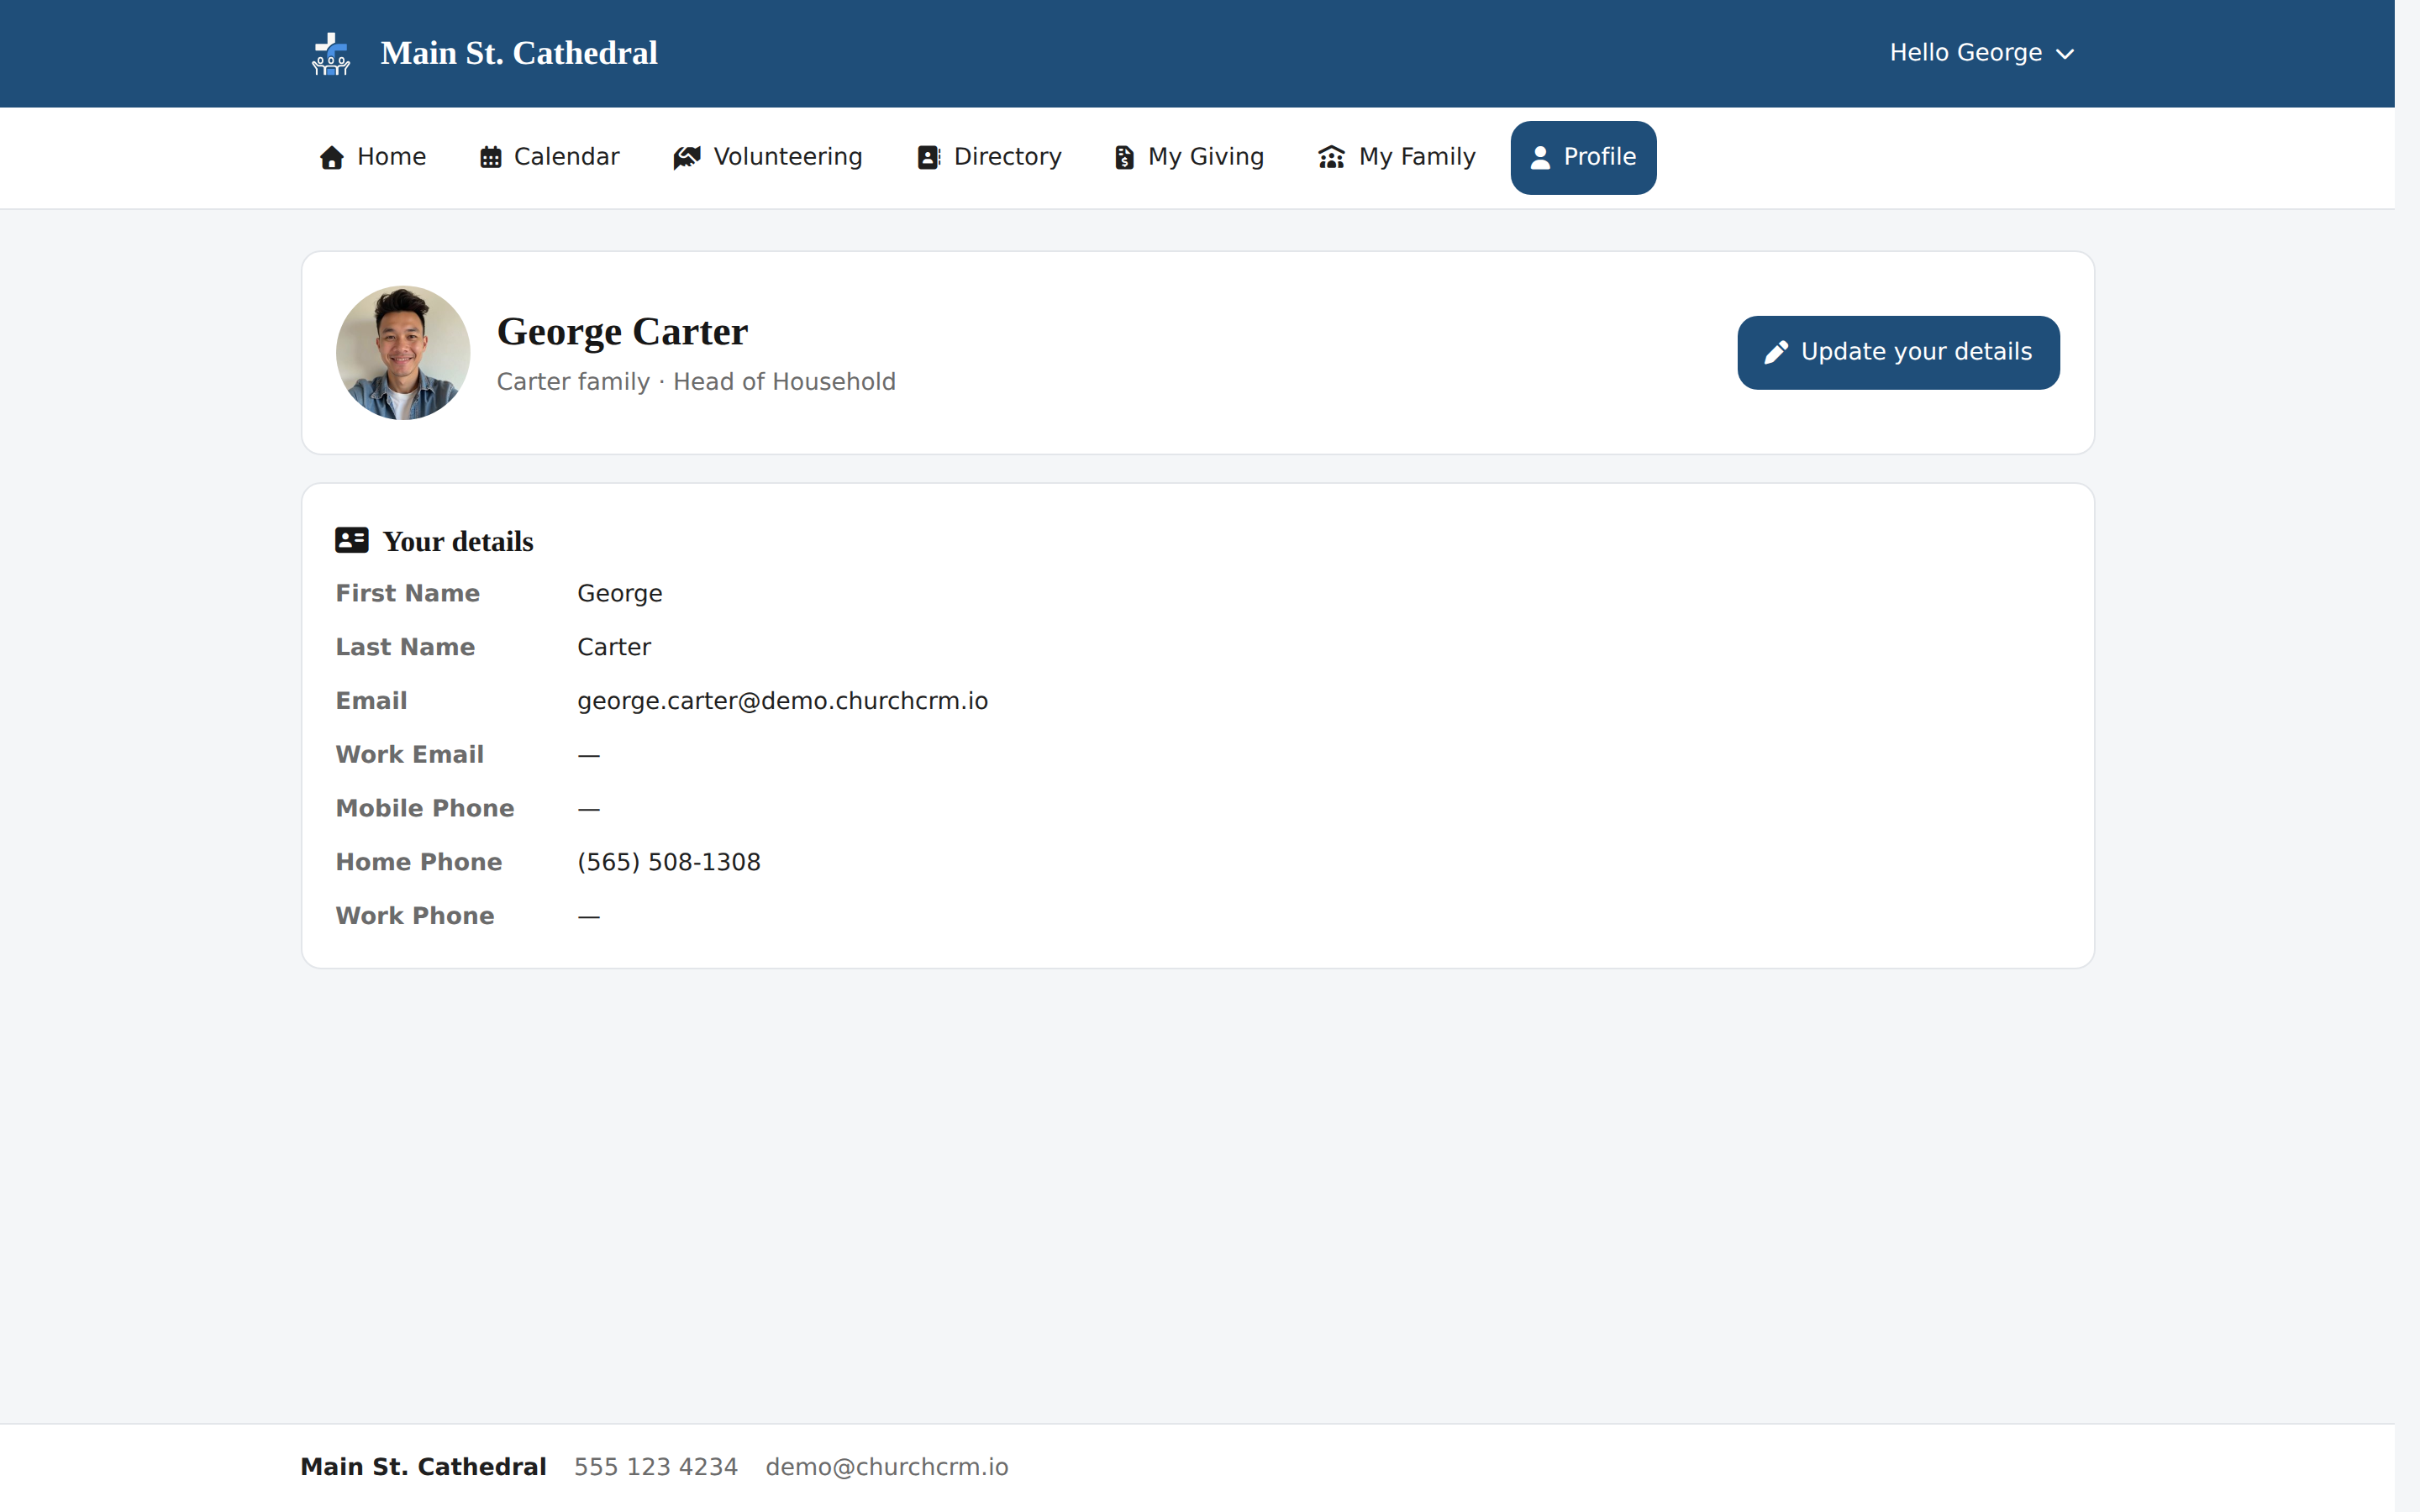 Main St. Cathedral
Hello George
Home Calendar Volunteering Directory My Giving My Family Profile
George Carter
Carter family · Head of Household
Update your details
Your details
First Name George
Last Name Carter
Email george.carter@demo.churchcrm.io
Work Email —
Mobile Phone —
Home Phone (565) 508-1308
Work Phone —
Main St. Cathedral 555 123 4234 demo@churchcrm.io